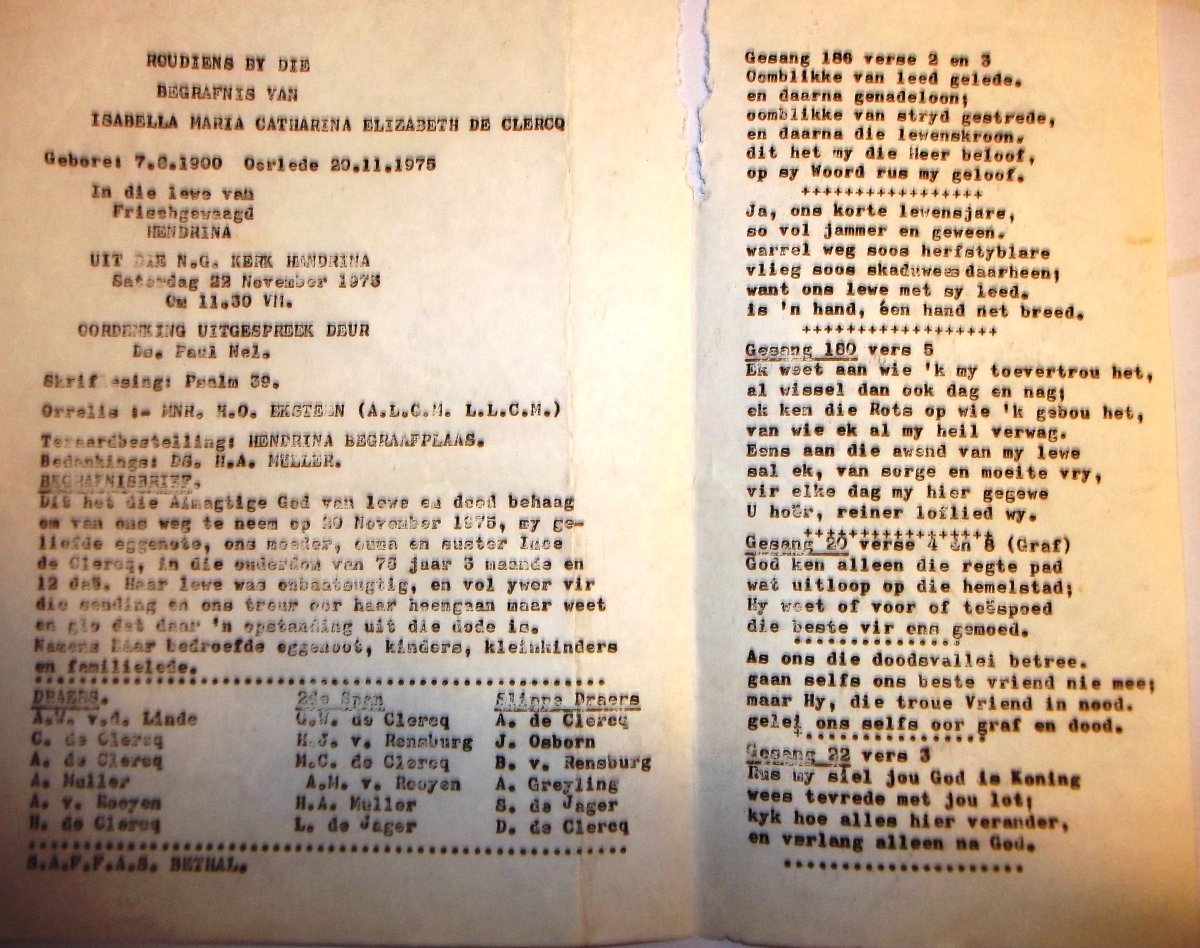 ROUDIENS BY DIE
BEGRAFNIS VAN
ISABELLA MARIA CATHARINA ELIZABETH DE CLERCQ
Gebore: 7.8.1900 Oorlede 20.11.1975
In die lewe van
Frischgewaagd
HENDRINA
UIT DIE N.G. KERK HENDRINA
Saterdag 22 November 1975
Om 11.30 VM.
OORDENKING UITGESPREEK DEUR
Ds. Paul Nel.
Skriflesing: Psalm 39.
Orrelis :- MNR. H.O. EKSTEEN (A.L.C.M. L.L.C.M.)
Teraardbestelling: HENDRINA BEGRAAFPLAAS.
Bedankings: DS. H.A. MULLER.
BEGRAFNISBRIEF.
Dit het die Almagtige God van lewe en dood behaag
om van ons weg te neem op 20 November 1975, my ge-
liefde eggenote, ons moeder, ouma en suster
de Clercq, in die ouderdom van 75 jaar 3 maande en
12 dae. Haar lewe was onbaatsugtig, en vol ywer vir
die sending en ons treur oor haar heengaan maar weet
en glo dat daar 'n opstanding uit die dode is.
Namens haar bedroefde eggenoot, kinders, kleinkinders
en familielede.
DRAERS. 2de Span Slippe Draers
A.W. v.d. Linde G.W. de Clercq A. de Clercq
C. de Clercq H.J. v. Rensburg J. Osborn
A. de Clercq M.C. de Clercq B. v. Rensburg
A. Muller A.M. v. Rooyen A. Greyling
A. v. Rooyen H.A. Muller S. de Jager
H. de Clercq L. de Jager D. de Clercq
S.A.F.F.A.S. BETHAL.
Gesang 186 verse 2 en 3
Oomblikke van leed gelede.
en daarna genadeloon;
oomblikke van stryd gestrede,
en daarna die lewenskroon.
dit het my die Heer beloof,
op sy Woord rus my geloof.
+++++++++++++++++
Ja, ons korte lewensjare,
so vol jammer en geween.
warrel weg soos herfstyblare
vlieg soos skaduwees daarheen;
want ons lewe met sy leed.
is 'n hand, éen hand net breed.
++++++++++++++++++
Gesang 180 vers 5
Ek weet aan wie 'k my toevertrou het,
al wissel dan ook dag en nag;
ek ken die Rots op wie 'k gebou het,
van wie ek al my heil verwag.
Eens aan die awend van my lewe
sal ek, van sorge en moeite vry,
vir elke dag my hier gegewe
U hoër, reiner loflied wy.
++++++++++++++++++
Gesang 20 verse 4 en 8 (Graf)
God ken alleen die regte pad
wat uitloop op die hemelstad;
Hy weet of voor of teëspoed
die beste vir ons gemoed.
As ons die doodsvallei betree.
gaan selfs ons beste vriend nie mee;
maar Hy, die troue Vriend in nood.
gelei ons selfs oor graf en dood.
Gesang 22 vers 3
Rus my siel jou God is Koning
wees tevrede met jou lot;
kyk hoe alles hier verander,
en verlang alleen na God.